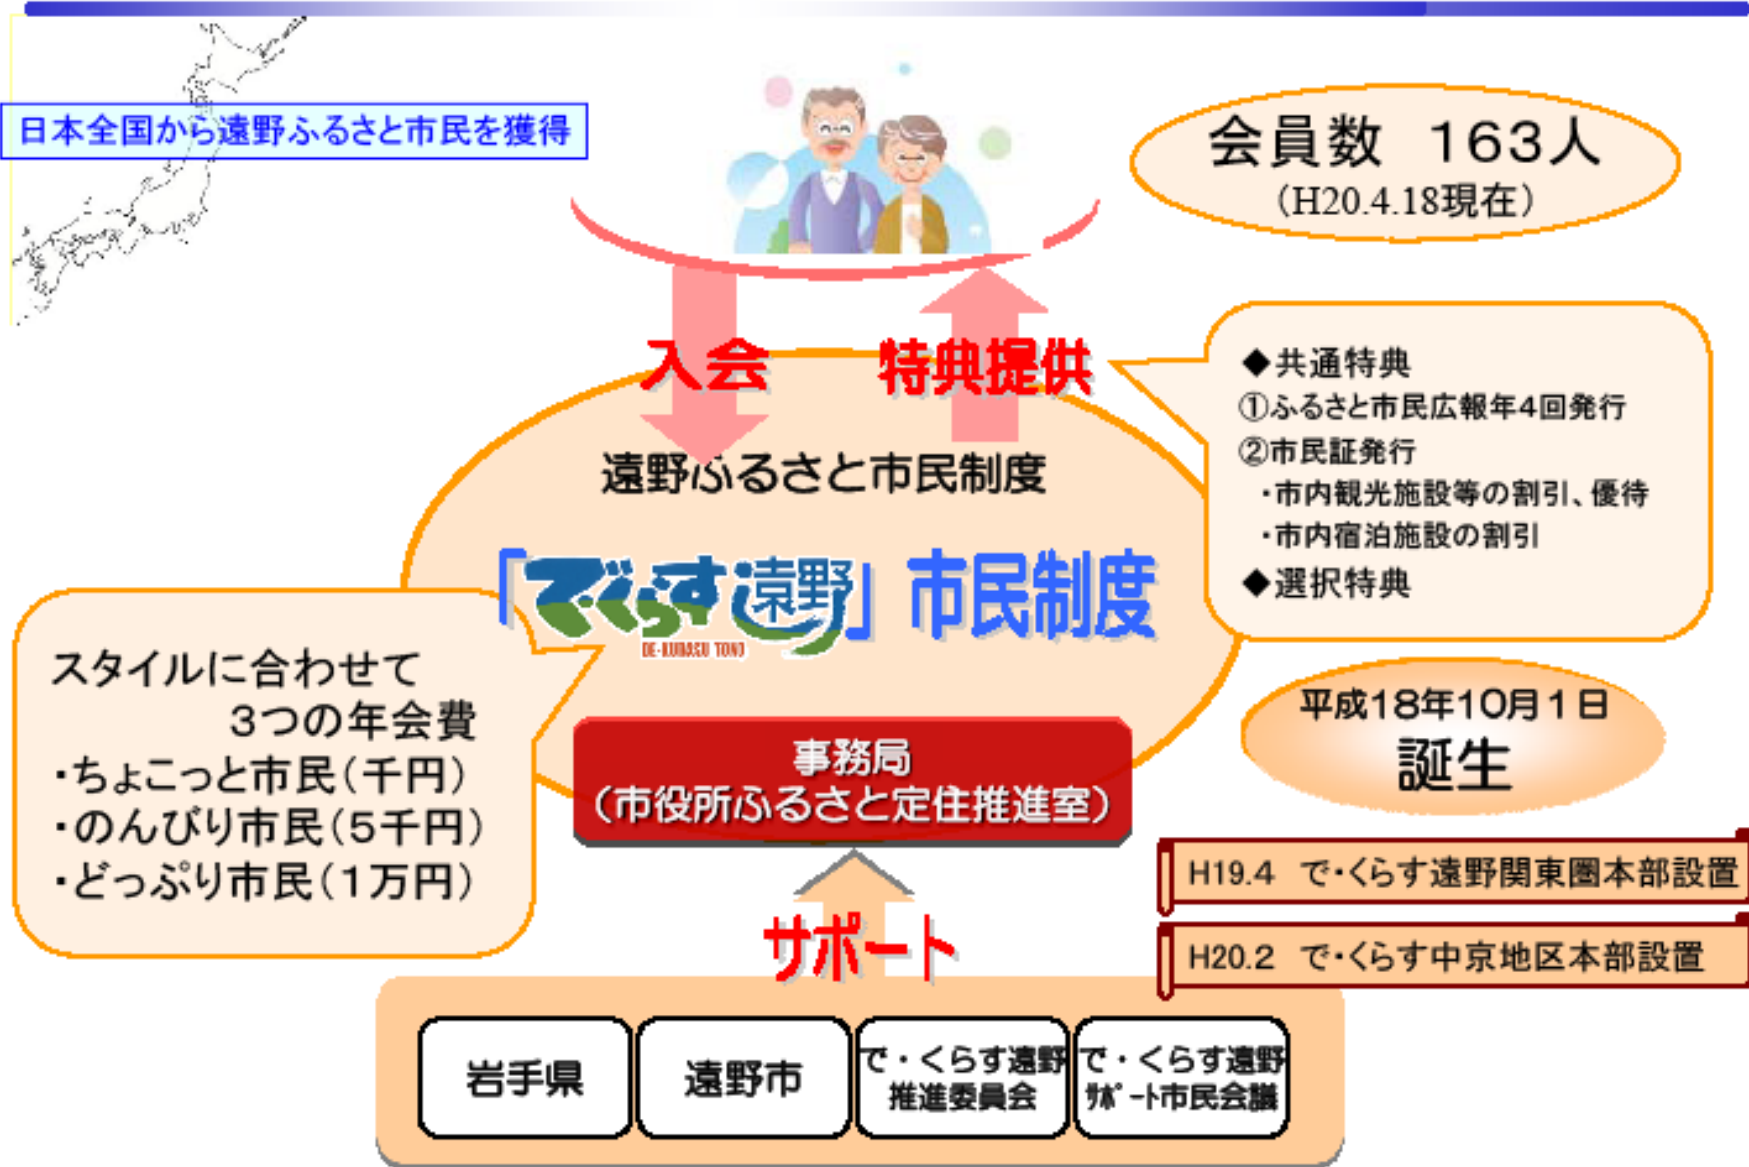 日本全国から遠野ふるさと市民を獲得
会員数　163人
（H20.4.18現在）
入会
特典提供
◆共通特典
①ふるさと市民広報年4回発行
②市民証発行
・市内観光施設等の割引、優待
・市内宿泊施設の割引
◆選択特典
遠野ふるさと市民制度
「で・くらす遠野」市民制度
DE-KURASU TONO
スタイルに合わせて
3つの年会費
・ちょこっと市民（千円）
・のんびり市民（5千円）
・どっぷり市民（1万円）
平成18年10月1日
誕生
事務局
（市役所ふるさと定住推進室）
H19.4　で・くらす遠野関東圏本部設置
H20.2　で・くらす中京地区本部設置
サポート
岩手県
遠野市
で・くらす遠野
推進委員会
で・くらす遠野
ｻﾎﾟｰﾄ市民会議